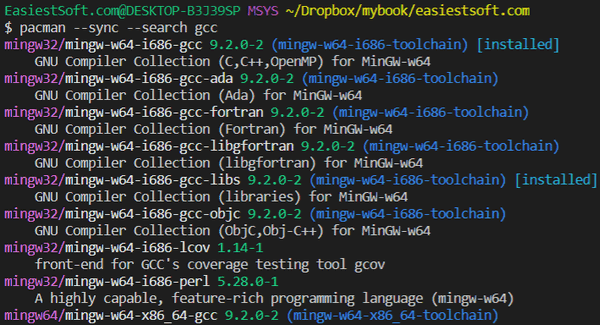 EasiestSoft.com@DESKTOP-B3J39SP MSYS ~/Dropbox/mybook/easiestsoft.com
$ pacman --sync --search gcc
mingw32/mingw-w64-i686-gcc 9.2.0-2 (mingw-w64-i686-toolchain) [installed]
    GNU Compiler Collection (C,C++,OpenMP) for MinGW-w64
mingw32/mingw-w64-i686-gcc-ada 9.2.0-2 (mingw-w64-i686-toolchain)
    GNU Compiler Collection (Ada) for MinGW-w64
mingw32/mingw-w64-i686-gcc-fortran 9.2.0-2 (mingw-w64-i686-toolchain)
    GNU Compiler Collection (Fortran) for MinGW-w64
mingw32/mingw-w64-i686-gcc-libgfortran 9.2.0-2 (mingw-w64-i686-toolchain)
    GNU Compiler Collection (libgfortran) for MinGW-w64
mingw32/mingw-w64-i686-gcc-libs 9.2.0-2 (mingw-w64-i686-toolchain) [installed]
    GNU Compiler Collection (libraries) for MinGW-w64
mingw32/mingw-w64-i686-gcc-objc 9.2.0-2 (mingw-w64-i686-toolchain)
    GNU Compiler Collection (ObjC,Obj-C++) for MinGW-w64
mingw32/mingw-w64-i686-lcov 1.14-1
    front-end for GCC's coverage testing tool gcov
mingw32/mingw-w64-i686-perl 5.28.0-1
    A highly capable, feature-rich programming language (mingw-w64)
mingw64/mingw-w64-x86_64-gcc 9.2.0-2 (mingw-w64-x86_64-toolchain)